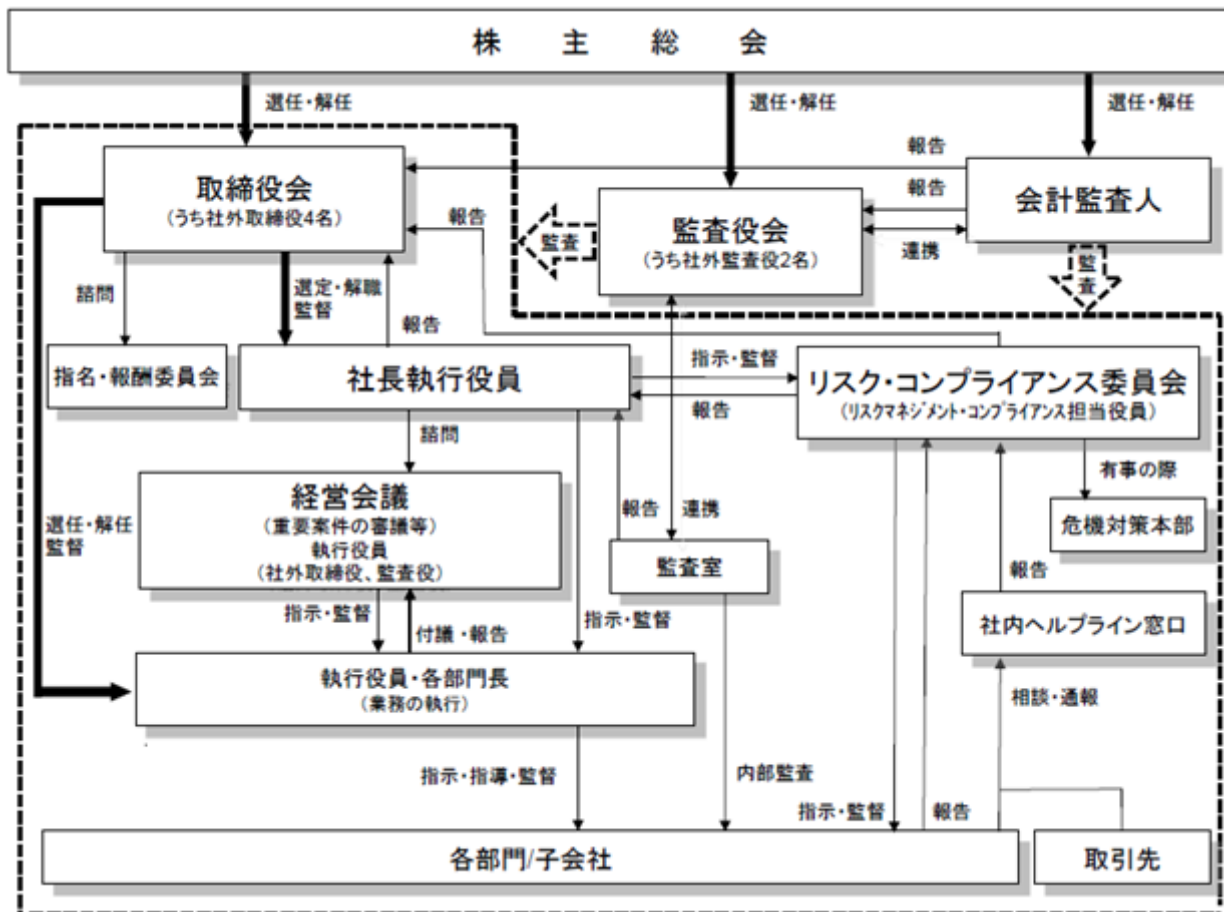 株主総会
選任・解任
選任・解任
選任・解任
取締役会
(うち社外取締役4名)
報告
報告
会計監査人
報告
監査
監査役会
(うち社外監査役2名)
連携
監査
諮問
選定・解職
監督
報告
指名・報酬委員会
社長執行役員
指示・監督
報告
リスク・コンプライアンス委員会
(リスクマネジメント・コンプライアンス担当役員)
諮問
有事の際
経営会議
(重要案件の審議等)
執行役員
(社外取締役、監査役)
選任・解任
監督
報告
連携
監査室
危機対策本部
報告
指示・監督
付議・報告
指示・監督
社内ヘルプライン窓口
執行役員・各部門長
(業務の執行)
相談・通報
指示・指導・監督
内部監査
指示・監督
報告
各部門/子会社
取引先